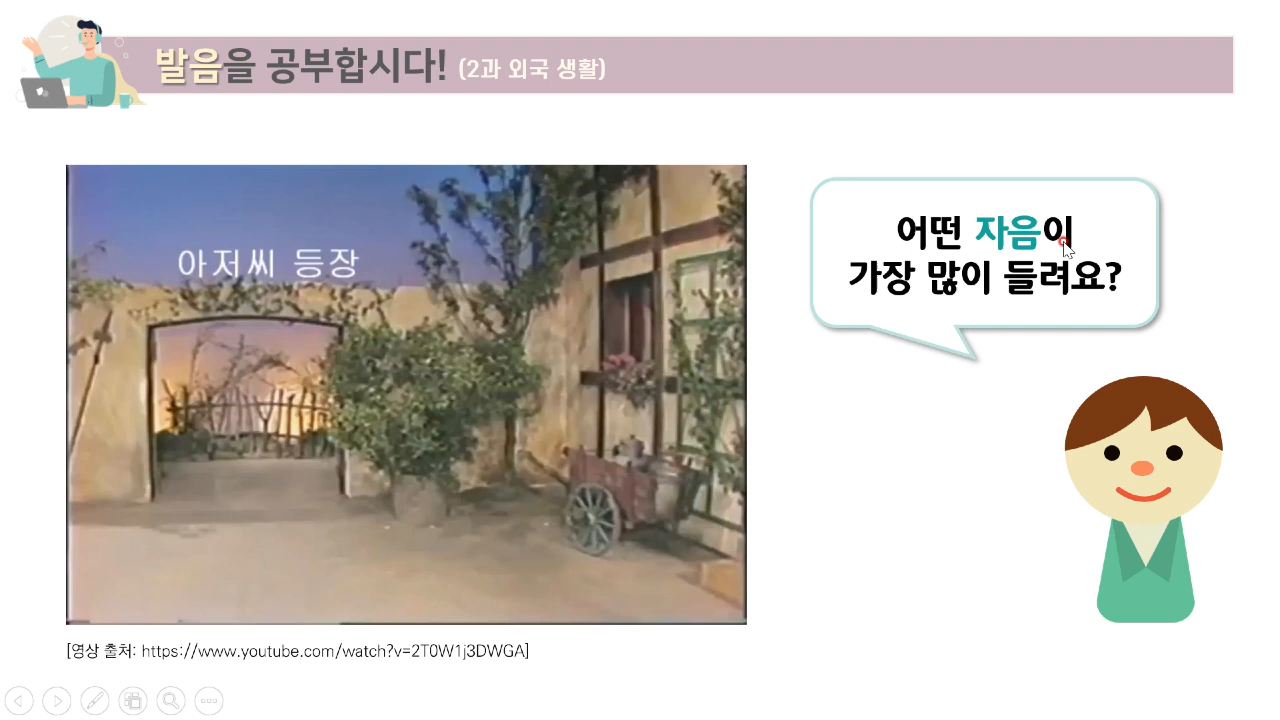 발음을 공부합시다! (2과 외국 생활)
아저씨 등장
어떤 자음이
가장 많이 들려요?
[영상 출처: https://www.youtube.com/watch?v=2T0W1j3DWGA]